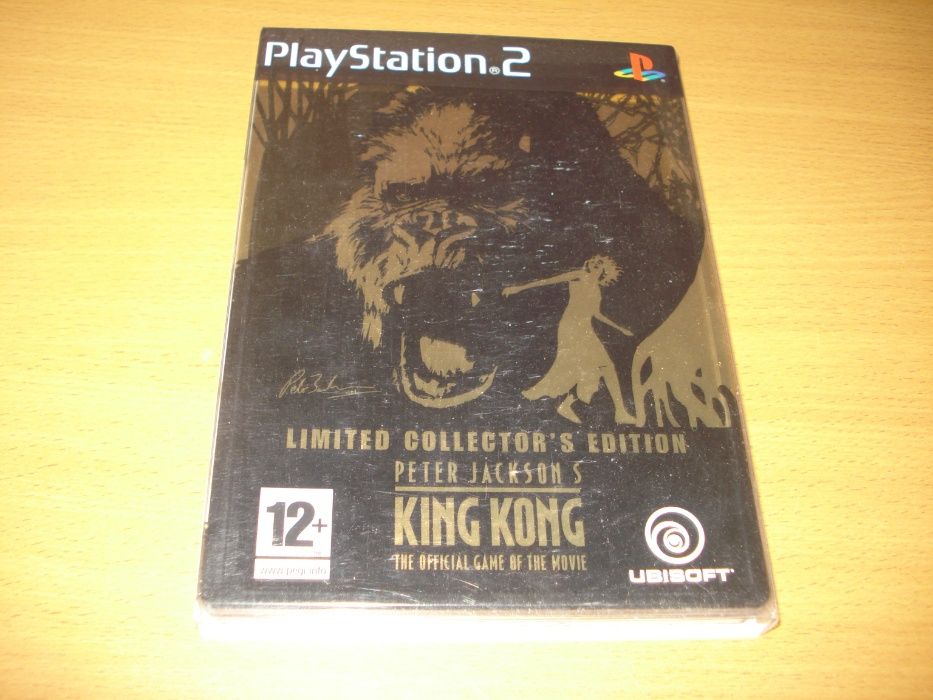 PlayStation®2
LIMITED COLLECTOR'S EDITION
PETER JACKSON'S
KING KONG
THE OFFICIAL GAME OF THE MOVIE
12+
www.pegi.info
UBISOFT